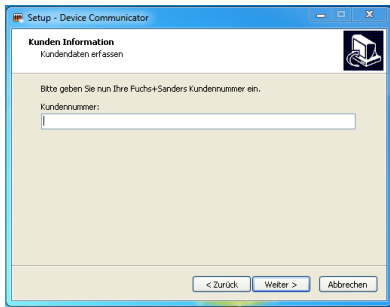 Setup - Device Communicator
Kunden Information
Kundendaten erfassen
Bitte geben Sie nun Ihre Fuchs+Sanders Kundennummer ein.
Kundennummer:
< Zurück
Weiter >
Abbrechen